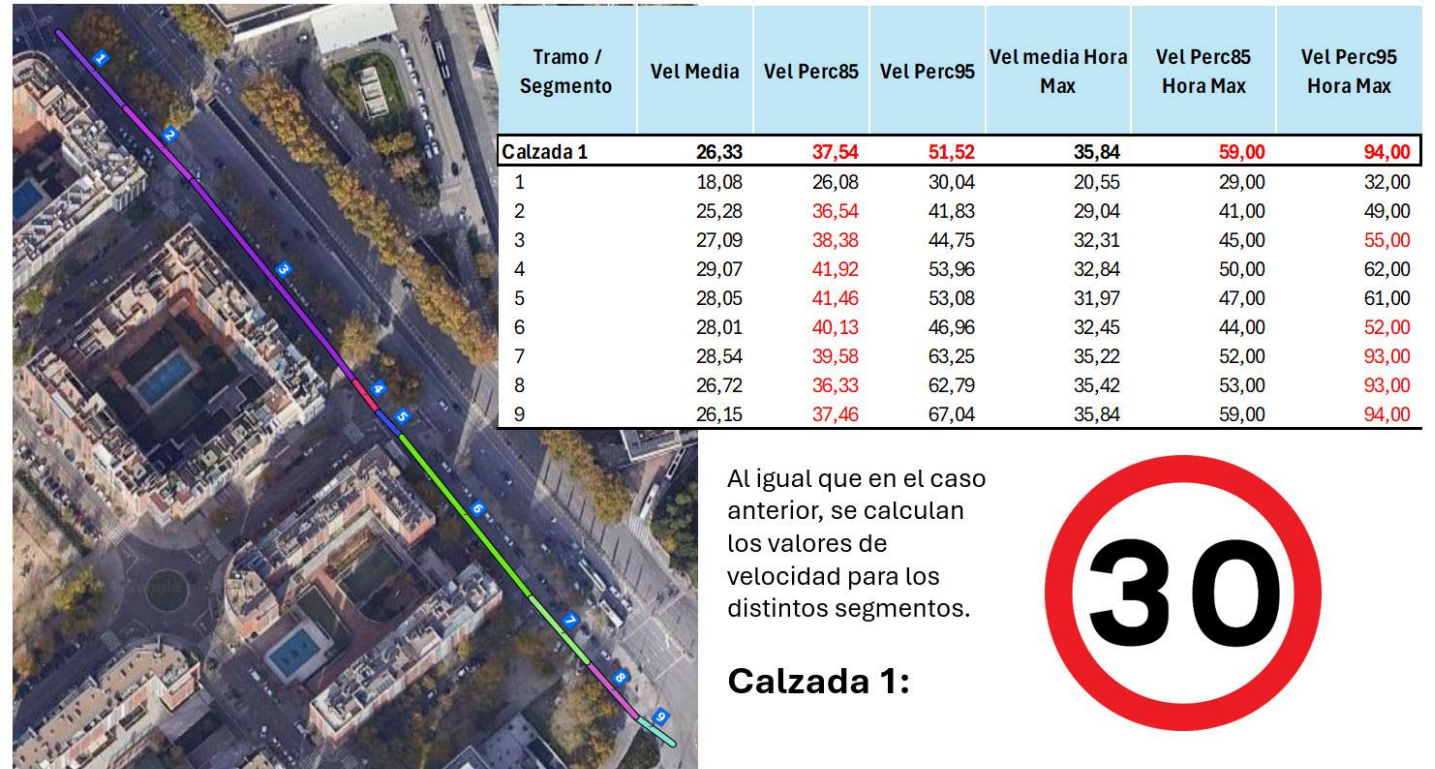 Tramo / Segmento Vel Media Vel Perc85 Vel Perc95 Vel media Hora Max Vel Perc85 Hora Max Vel Perc95 Hora Max
Calzada 1 26,33 37,54 51,52 35,84 59,00 94,00
1 18,08 26,08 30,04 20,55 29,00 32,00
2 25,28 36,54 41,83 29,04 41,00 49,00
3 27,09 38,38 44,75 32,31 45,00 55,00
4 29,07 41,92 53,96 32,84 50,00 62,00
5 28,05 41,46 53,08 31,97 47,00 61,00
6 28,01 40,13 46,96 32,45 44,00 52,00
7 28,54 39,58 63,25 35,22 52,00 93,00
8 26,72 36,33 62,79 35,42 53,00 93,00
9 26,15 37,46 67,04 35,84 59,00 94,00
1
2
3
4
5
6
7
8
9
Al igual que en el caso
anterior, se calculan
los valores de
velocidad para los
distintos segmentos.
Calzada 1:
30